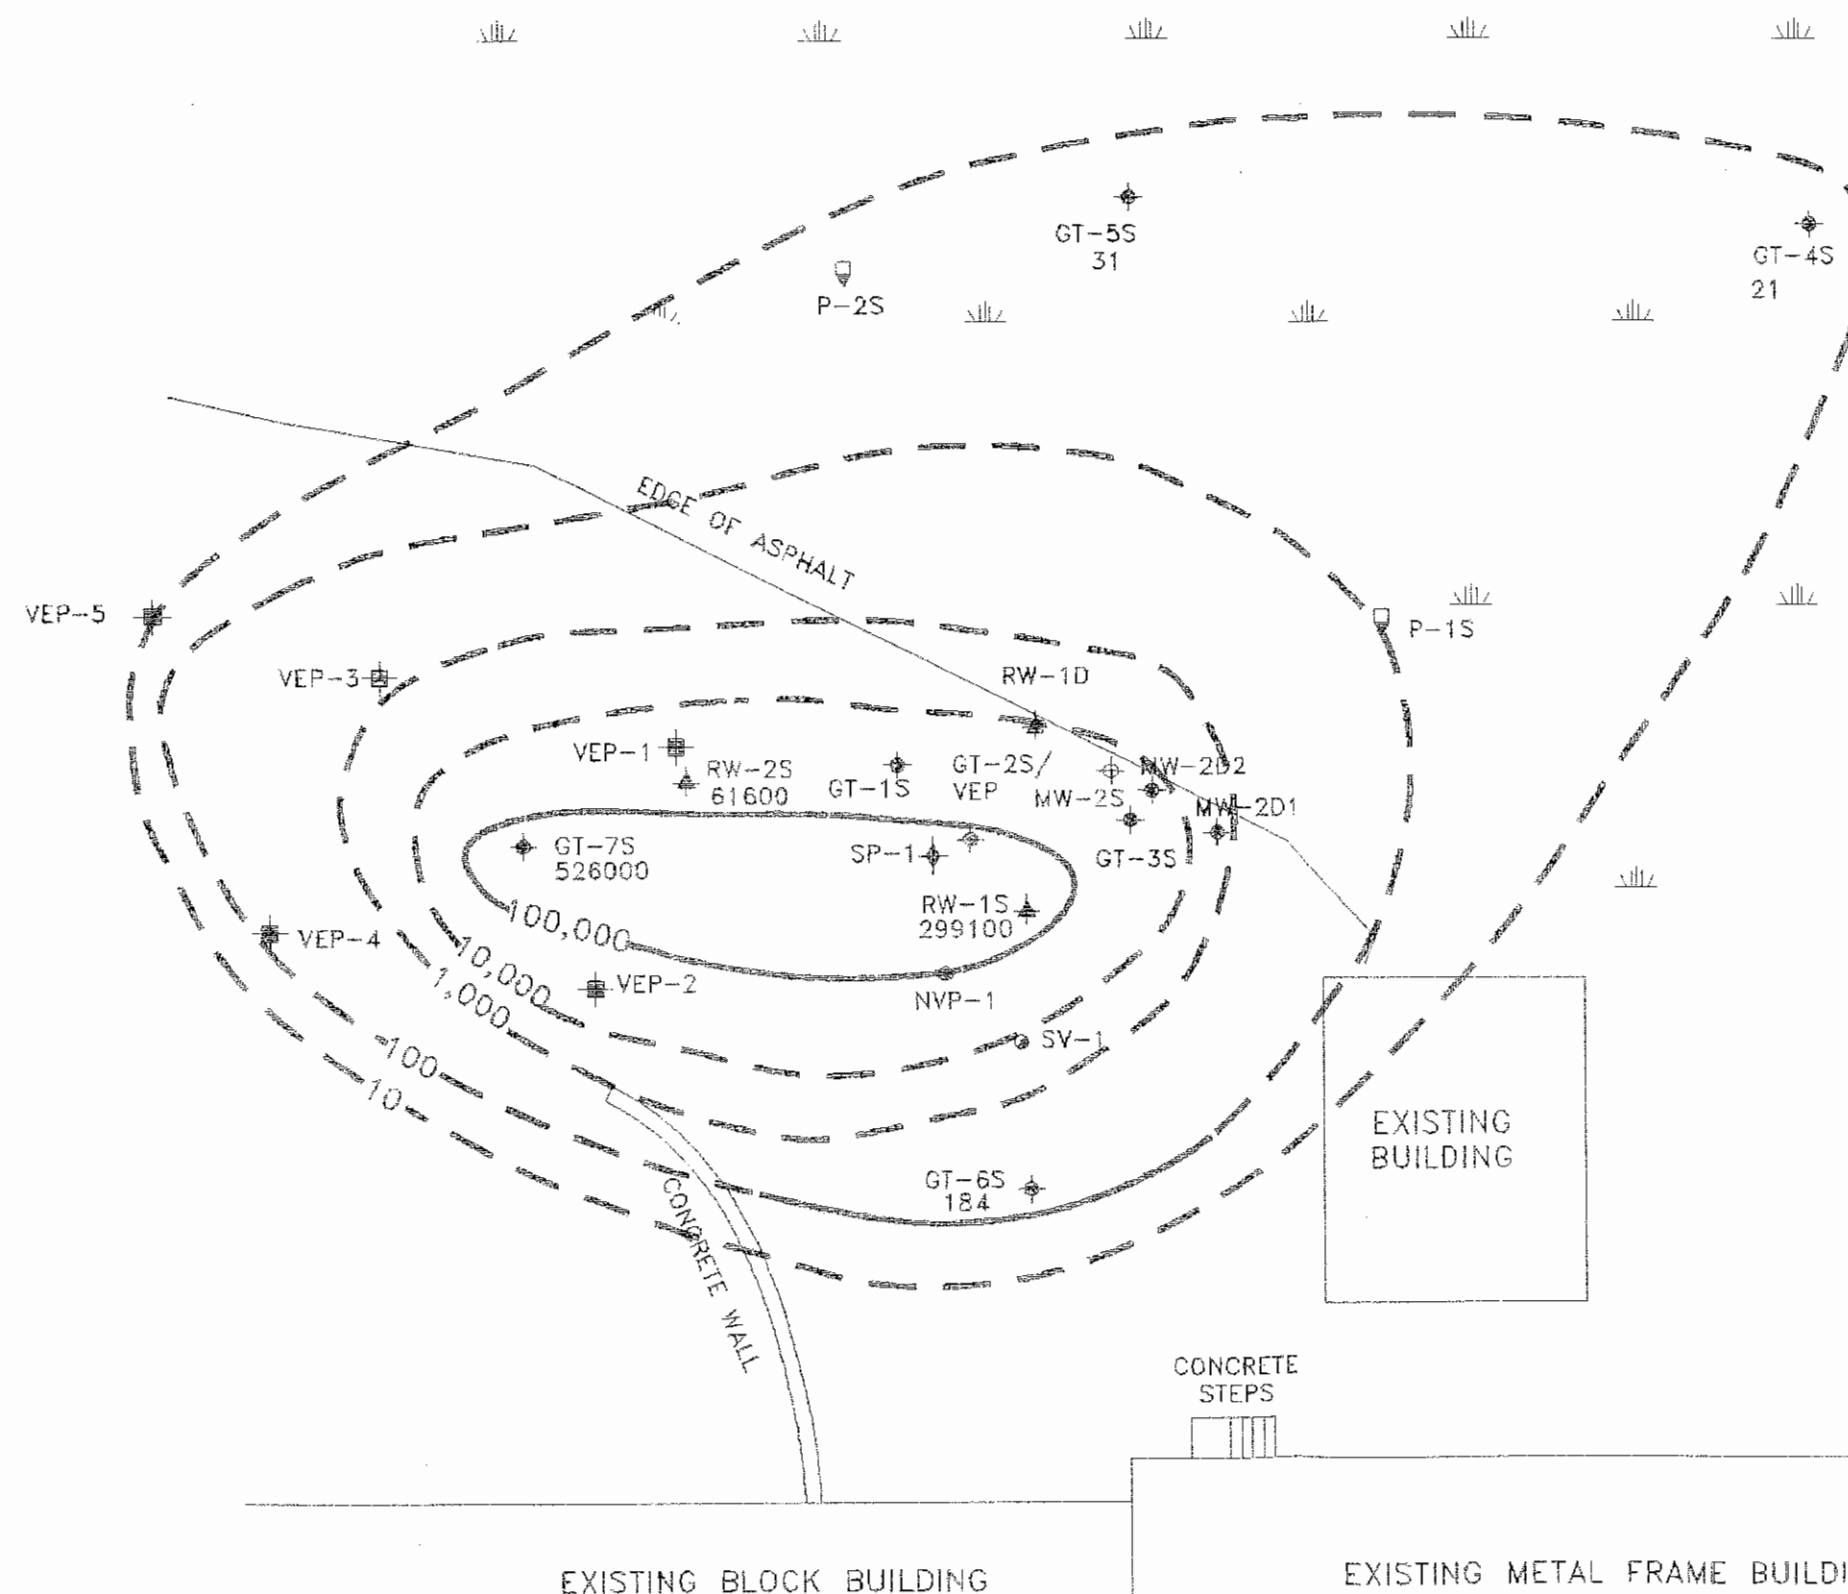 GT-5S
31
GT-4S
21
P-2S
EDGE OF ASPHALT
VEP-5
P-1S
VEP-3
RW-1D
VEP-1
RW-2S
61600
GT-1S
GT-2S/
VEP
MW-2D2
MW-2S
MW-2D1
GT-7S
526000
SP-1
GT-3S
RW-1S
299100
100,000
VEP-4
10,000
VEP-2
1,000
NVP-1
SV-1
100
10
EXISTING
BUILDING
GT-6S
184
CONCRETE WALL
CONCRETE
STEPS
EXISTING BLOCK BUILDING
EXISTING METAL FRAME BUILDI